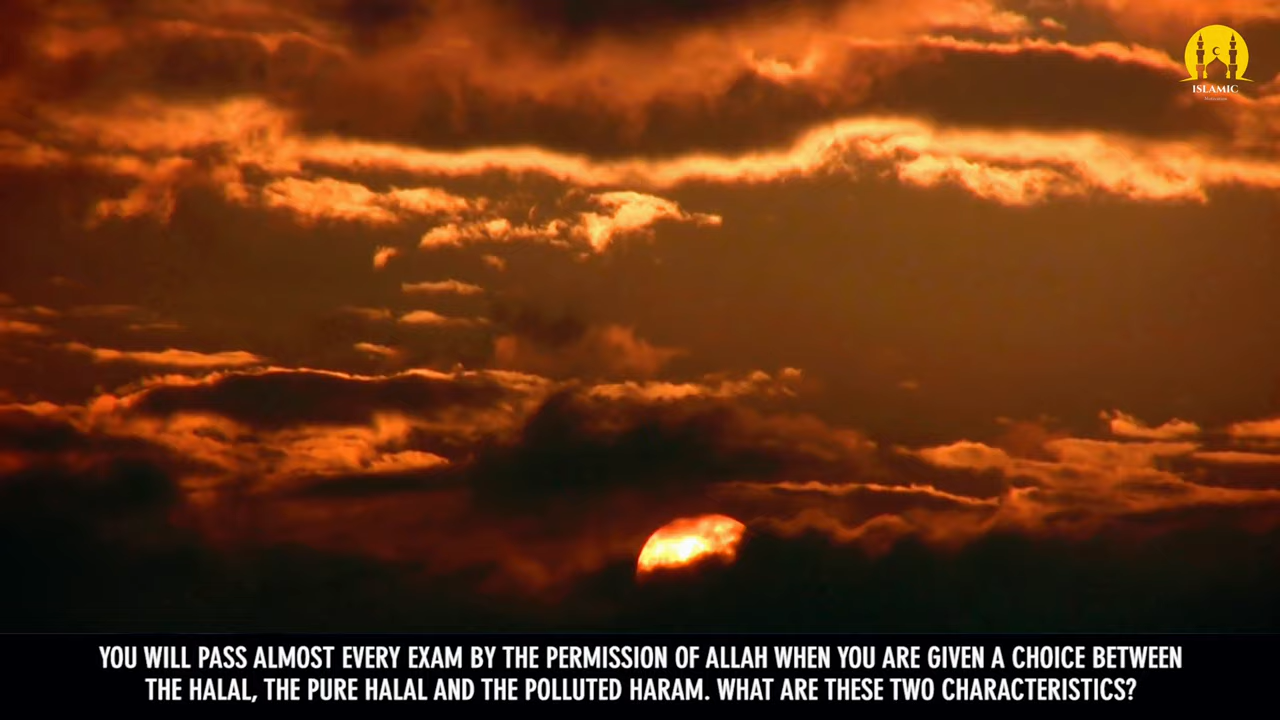 ISLAMIC
YOU WILL PASS ALMOST EVERY EXAM BY THE PERMISSION OF ALLAH WHEN YOU ARE GIVEN A CHOICE BETWEEN
THE HALAL, THE PURE HALAL AND THE POLLUTED HARAM. WHAT ARE THESE TWO CHARACTERISTICS?